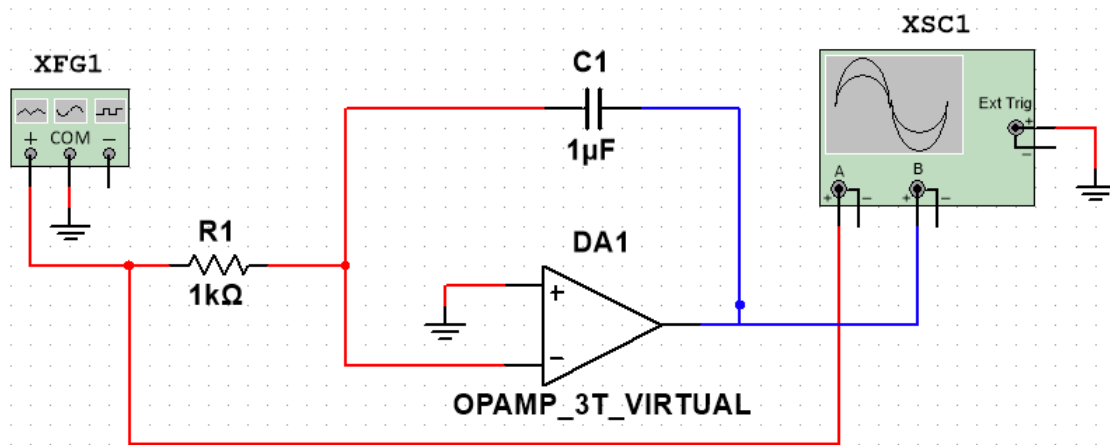 XSC1
XFG1
C1
Ext Trig
+
+ COM −
1μF
−
A
B
+
−
+
−
R1
DA1
1kΩ
+
−
OPAMP_3T_VIRTUAL